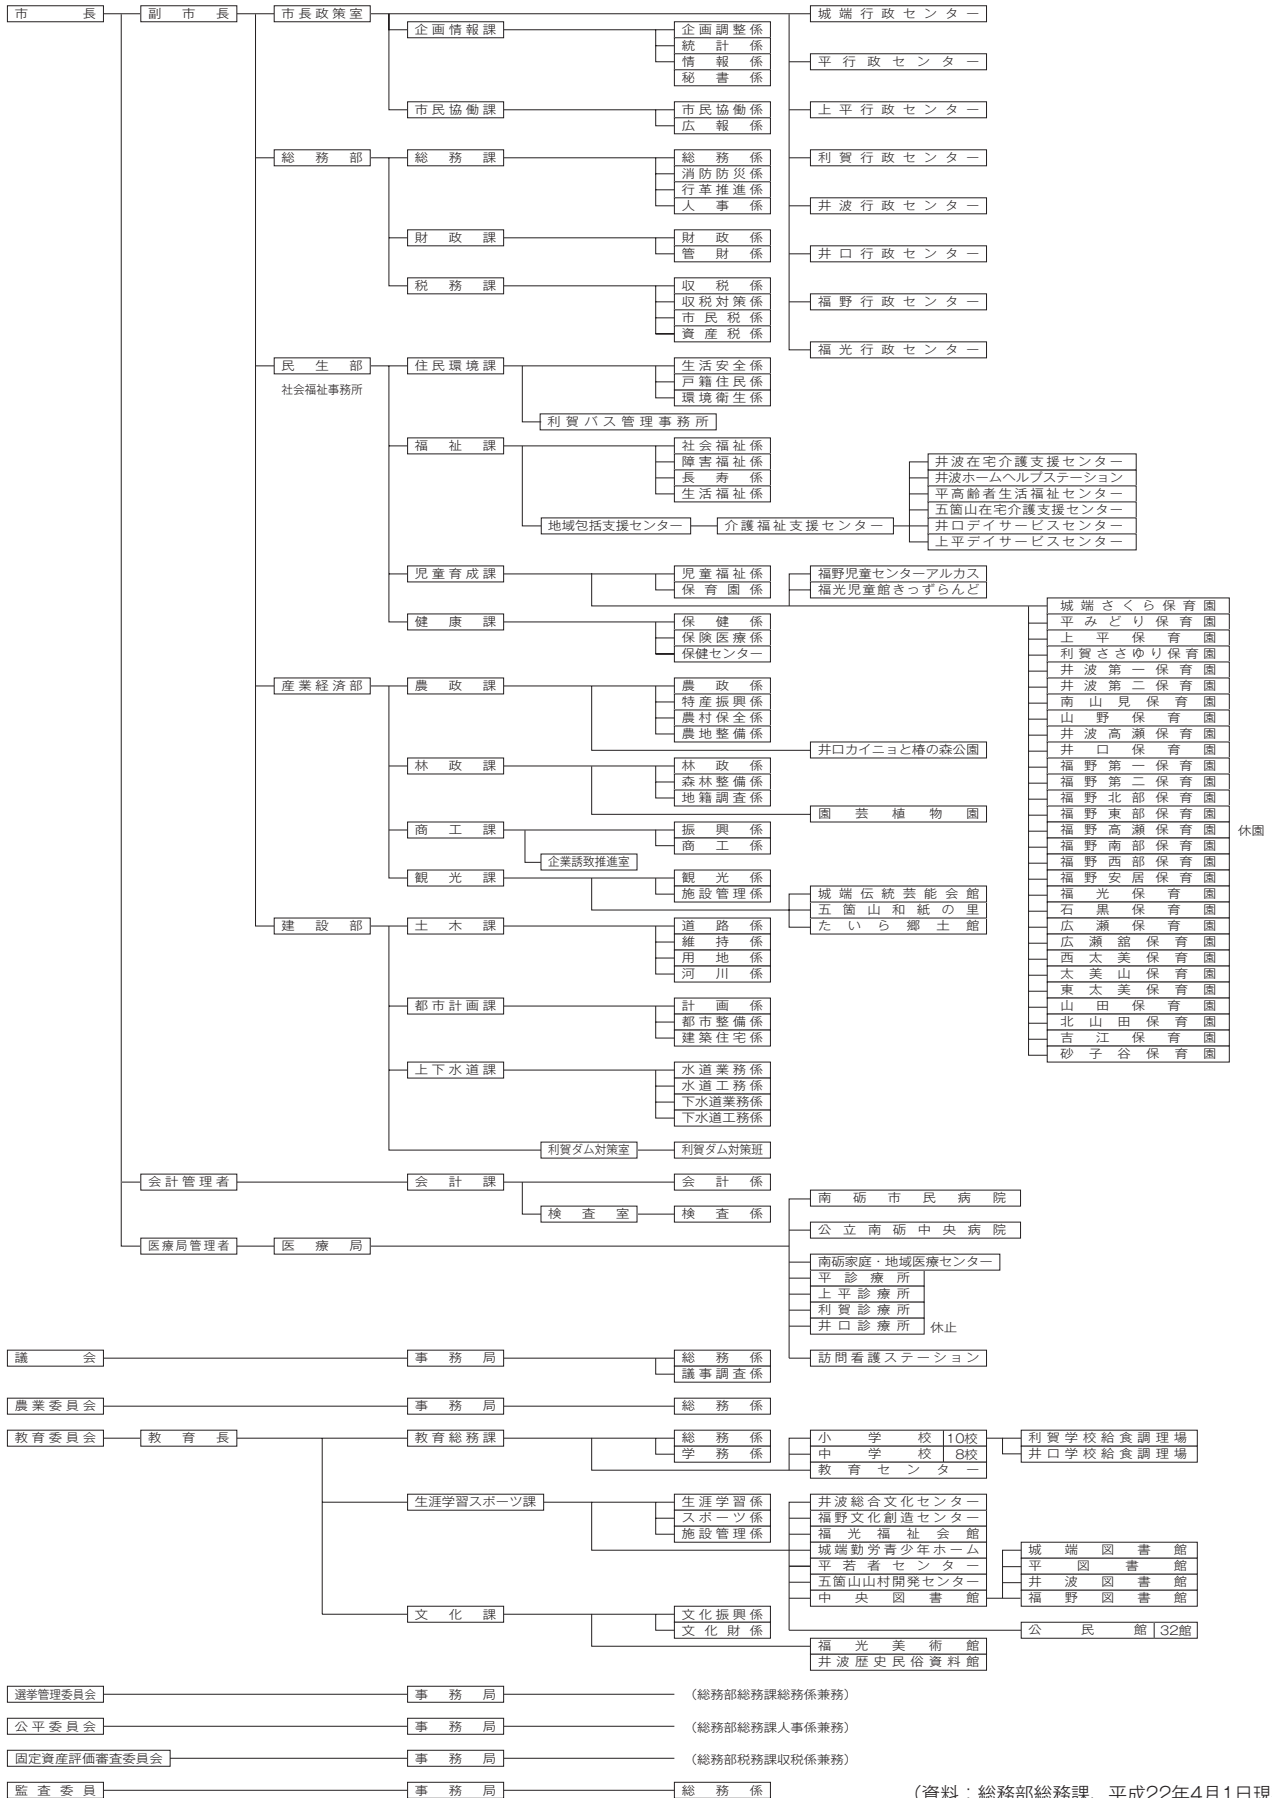 市長 副市長 市長政策室 城端行政センター
企画情報課 企画調整係
統計係
情報係 平行政センター
秘書係
市民協働課 市民協働係 上平行政センター
広報係
総務部 総務課 総務係 利賀行政センター
消防防災係
行革推進係
人事係 井波行政センター
財政課 財政係
管財係 井口行政センター
税務課 収税係
収税対策係 福野行政センター
市民税係
資産税係
福光行政センター
民生部 住民環境課 生活安全係
社会福祉事務所 戸籍住民係
環境衛生係
利賀バス管理事務所
福祉課 社会福祉係
障害福祉係 井波在宅介護支援センター
長寿係 井波ホームヘルプステーション
生活福祉係 平高齢者生活福祉センター
五箇山在宅介護支援センター
地域包括支援センター 介護福祉支援センター 井口デイサービスセンター
上平デイサービスセンター
児童育成課 児童福祉係 福野児童センターアルカス
保育園係 福光児童館きっずらんど
城端さくら保育園
健康課 保健係 平みどり保育園
保険医療係 上平保育園
保健センター 利賀ささゆり保育園
井波第一保育園
産業経済部 農政課 農政係 井波第二保育園
特産振興係 南山見保育園
農村保全係 山野保育園
農地整備係 井波高瀬保育園
井口カイニョと椿の森公園 井口保育園
林政課 林政係 福野第一保育園
森林整備係 福野第二保育園
地籍調査係 福野北部保育園
園芸植物園 福野東部保育園
商工課 振興係 福野高瀬保育園 休園
商工係 福野南部保育園
企業誘致推進室 福野西部保育園
観光課 観光係 福野安居保育園
施設管理係 城端伝統芸能会館 福光保育園
五箇山和紙の里 石黒保育園
建設部 土木課 道路係 たいら郷土館 広瀬保育園
維持係 広瀬舘保育園
用地係 西太美保育園
河川係 太美山保育園
東太美保育園
都市計画課 計画係 山田保育園
都市整備係 北山田保育園
建築住宅係 吉江保育園
砂子谷保育園
上下水道課 水道業務係
水道工務係
下水道業務係
下水道工務係
利賀ダム対策室 利賀ダム対策班
会計管理者 会計課 会計係
南砺市民病院
検査室 検査係
公立南砺中央病院
医療局管理者 医療局
南砺家庭・地域医療センター
平診療所
上平診療所
利賀診療所
井口診療所 休止
議会 事務局 総務係 訪問看護ステーション
議事調査係
農業委員会 事務局 総務係
教育委員会 教育長 教育総務課 総務係 小学校 10校 利賀学校給食調理場
学務係 中学校 8校 井口学校給食調理場
教育センター
生涯学習スポーツ課 生涯学習係 井波総合文化センター
スポーツ係 福野文化創造センター
施設管理係 福光福祉会館
城端勤労青少年ホーム 城端図書館
平若者センター 平図書館
五箇山山村開発センター 井波図書館
中央図書館 福野図書館
文化課 文化振興係
文化財係 公民館 32館
福光美術館
井波歴史民俗資料館
選挙管理委員会 事務局 (総務部総務課総務係兼務)
公平委員会 事務局 (総務部総務課人事係兼務)
固定資産評価審査委員会 事務局 (総務部税務課収税係兼務)
監査委員 事務局 総務係 (資料：総務部総務課、平成22年4月1日現